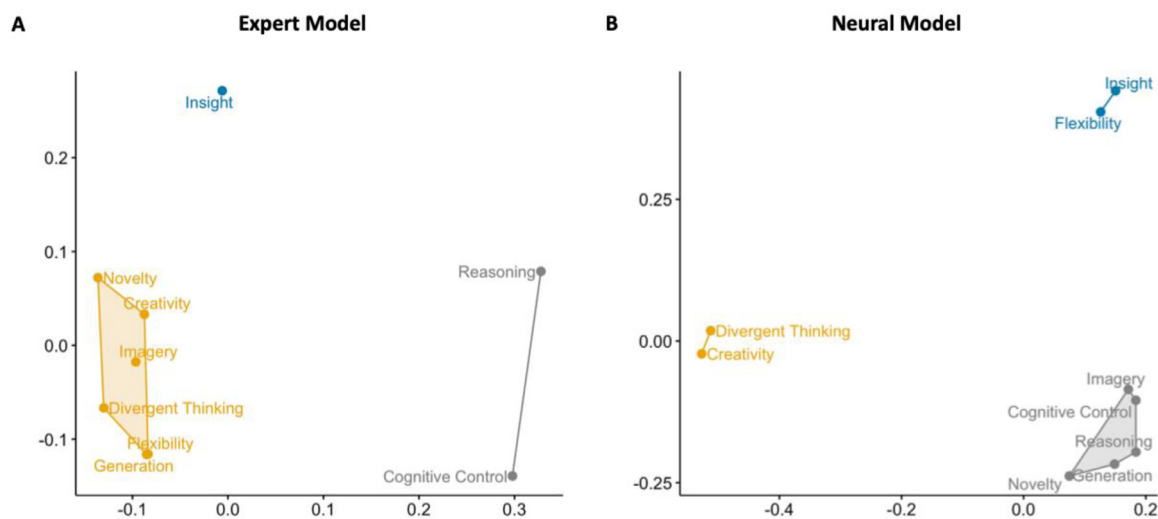 A
Expert Model
Insight
0.2
0.1
Novelty
Reasoning
Creativity
0.0
Imagery
Divergent Thinking
-0.1
Flexibility
Generation
Cognitive Control
-0.1
0.0
0.1
0.2
0.3
B
Neural Model
Insight
Flexibility
0.25
0.00
Divergent Thinking
Creativity
Imagery
Cognitive Control
Reasoning
Generation
Novelty
-0.25
-0.4
-0.2
0.0
0.2